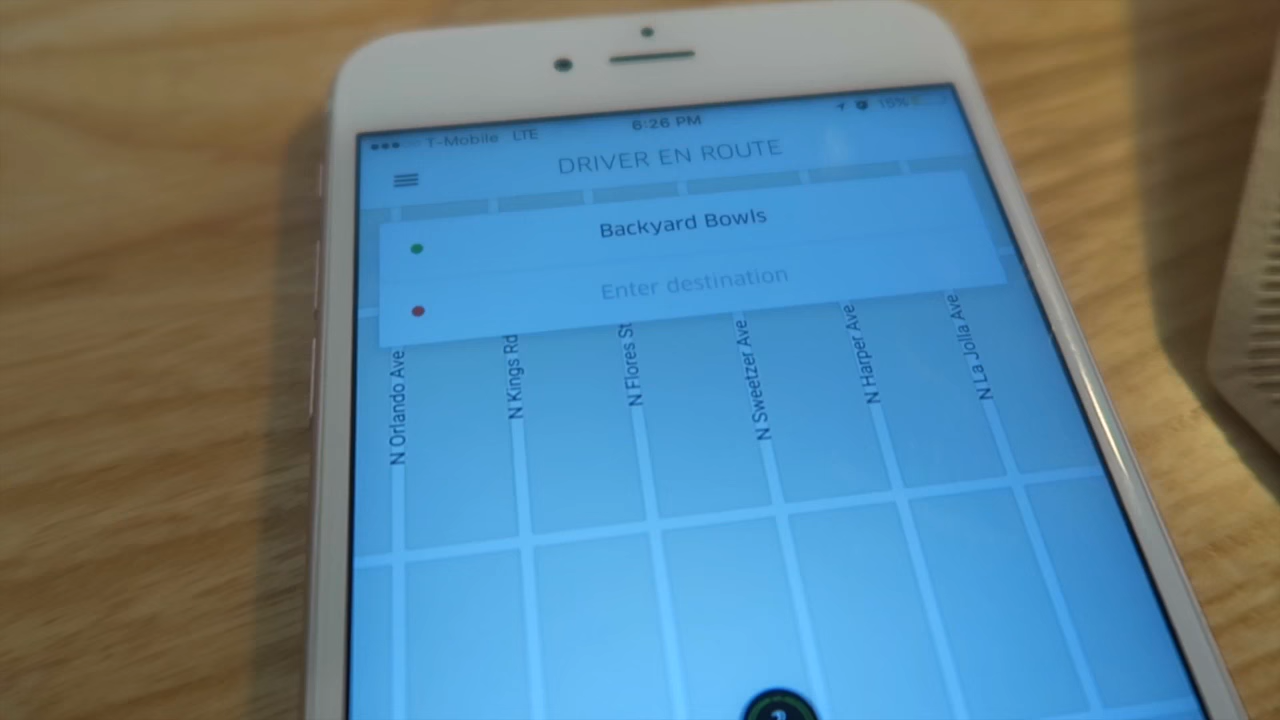 T-Mobile LTE 6:26 PM 15%
DRIVER EN ROUTE
Backyard Bowls
Enter destination
N Orlando Ave.
N Kings Rd
N Flores St
N Sweetzer Ave.
N Harper Ave.
N La Jolla Ave.